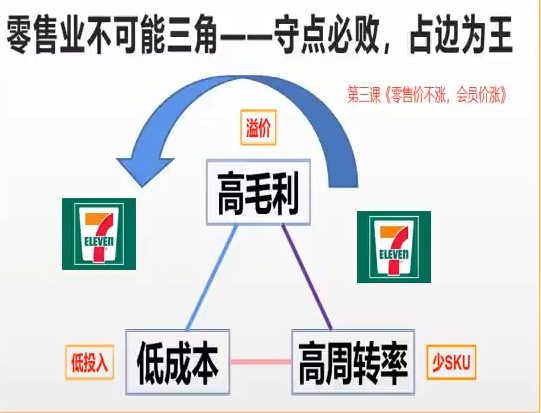 零售业不可能三角——守点必败，占边为王
第三课《零售价不涨，会员价涨》
溢价
高毛利
7
ELEVEN
7
ELEVEN
低投入
低成本
高周转率
少SKU